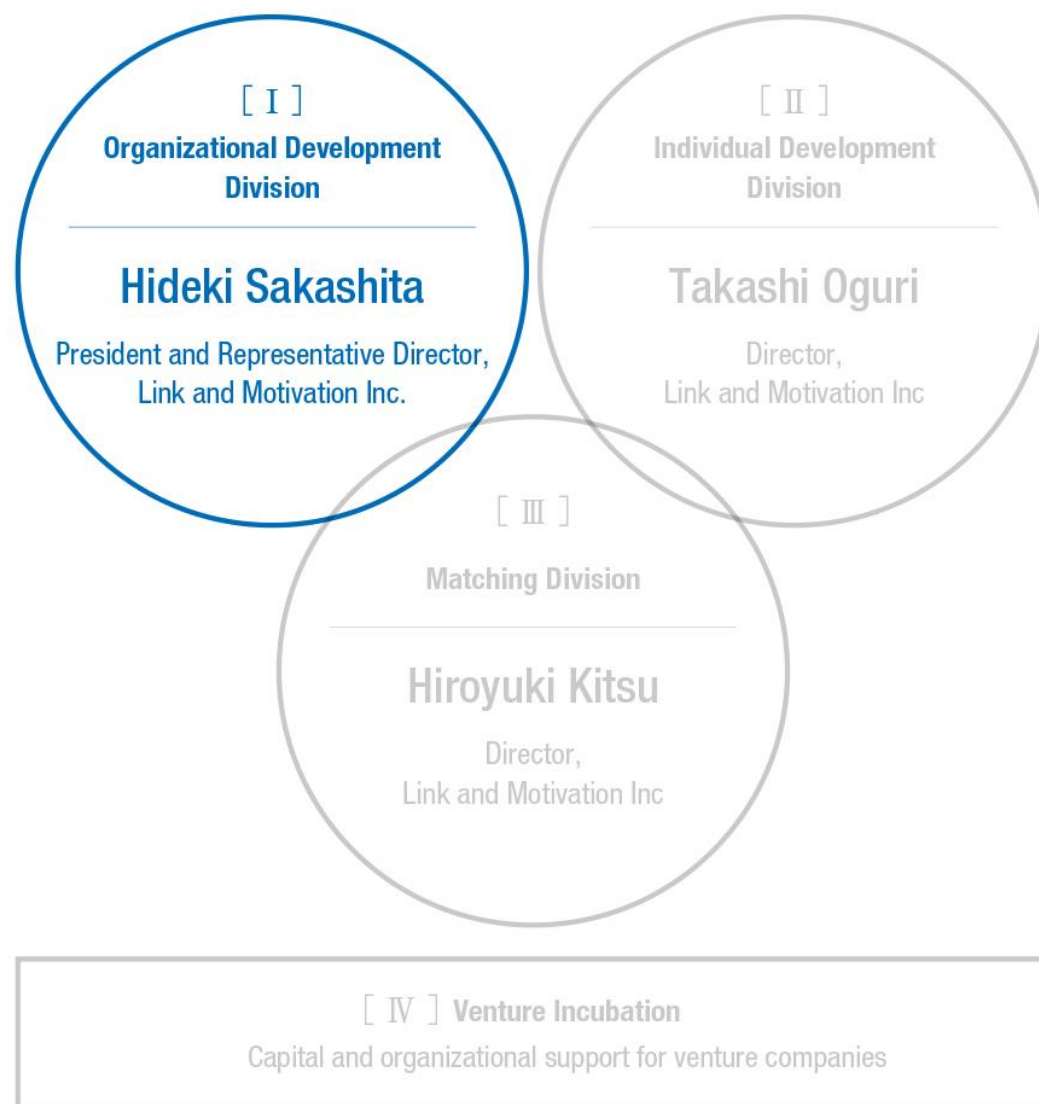 [ Ⅰ ]
Organizational Development
Division
Hideki Sakashita
President and Representative Director,
Link and Motivation Inc.
[ Ⅱ ]
Individual Development
Division
Takashi Oguri
Director,
Link and Motivation Inc
[ Ⅲ ]
Matching Division
Hiroyuki Kitsu
Director,
Link and Motivation Inc
[ Ⅳ ] Venture Incubation
Capital and organizational support for venture companies